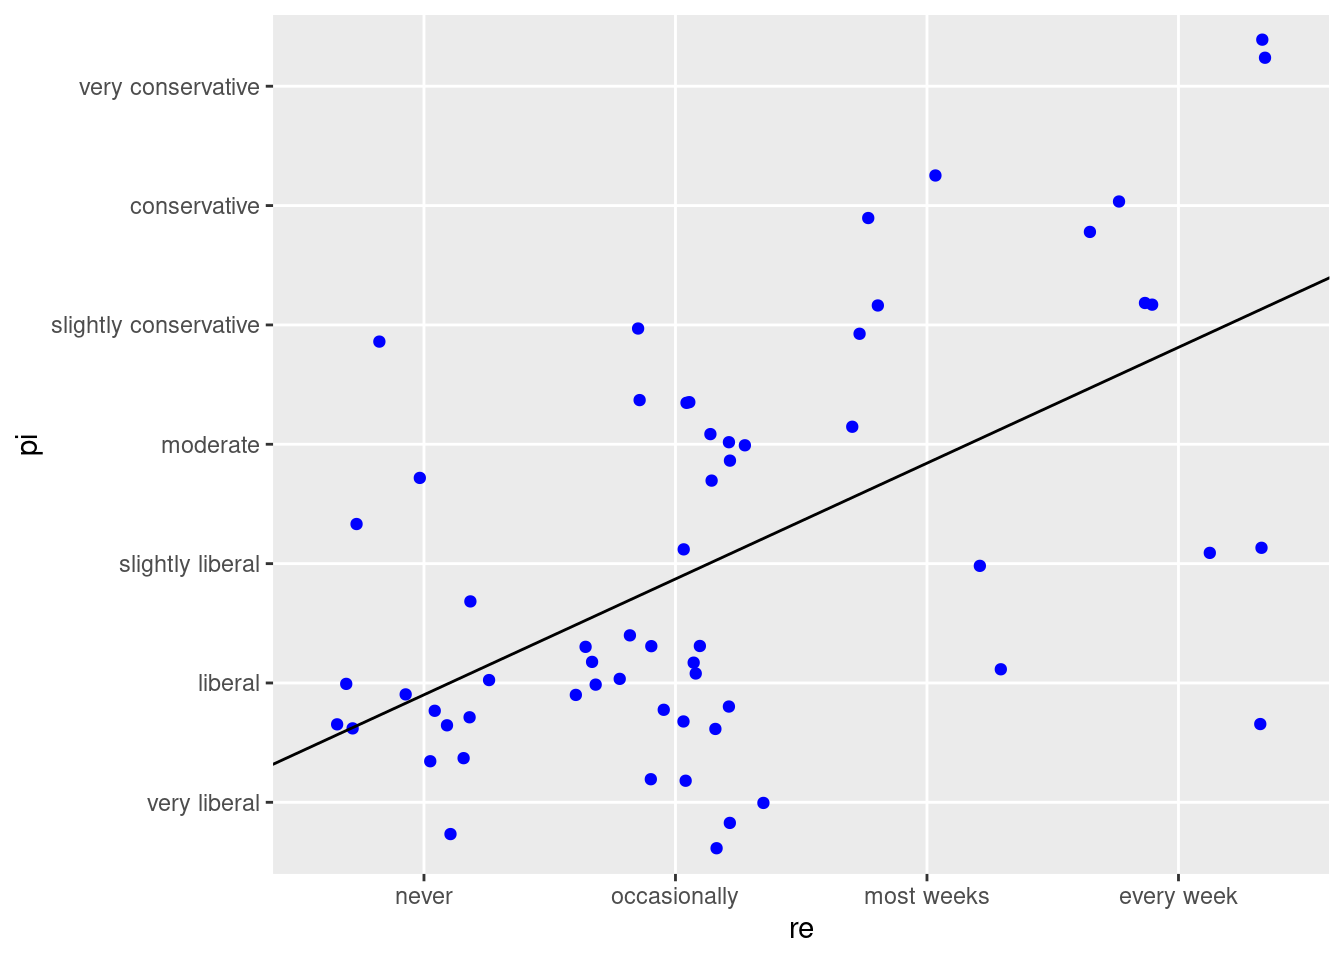 very conservative
conservative
slightly conservative
moderate
slightly liberal
liberal
very liberal
pi
never occasionally most weeks every week
re